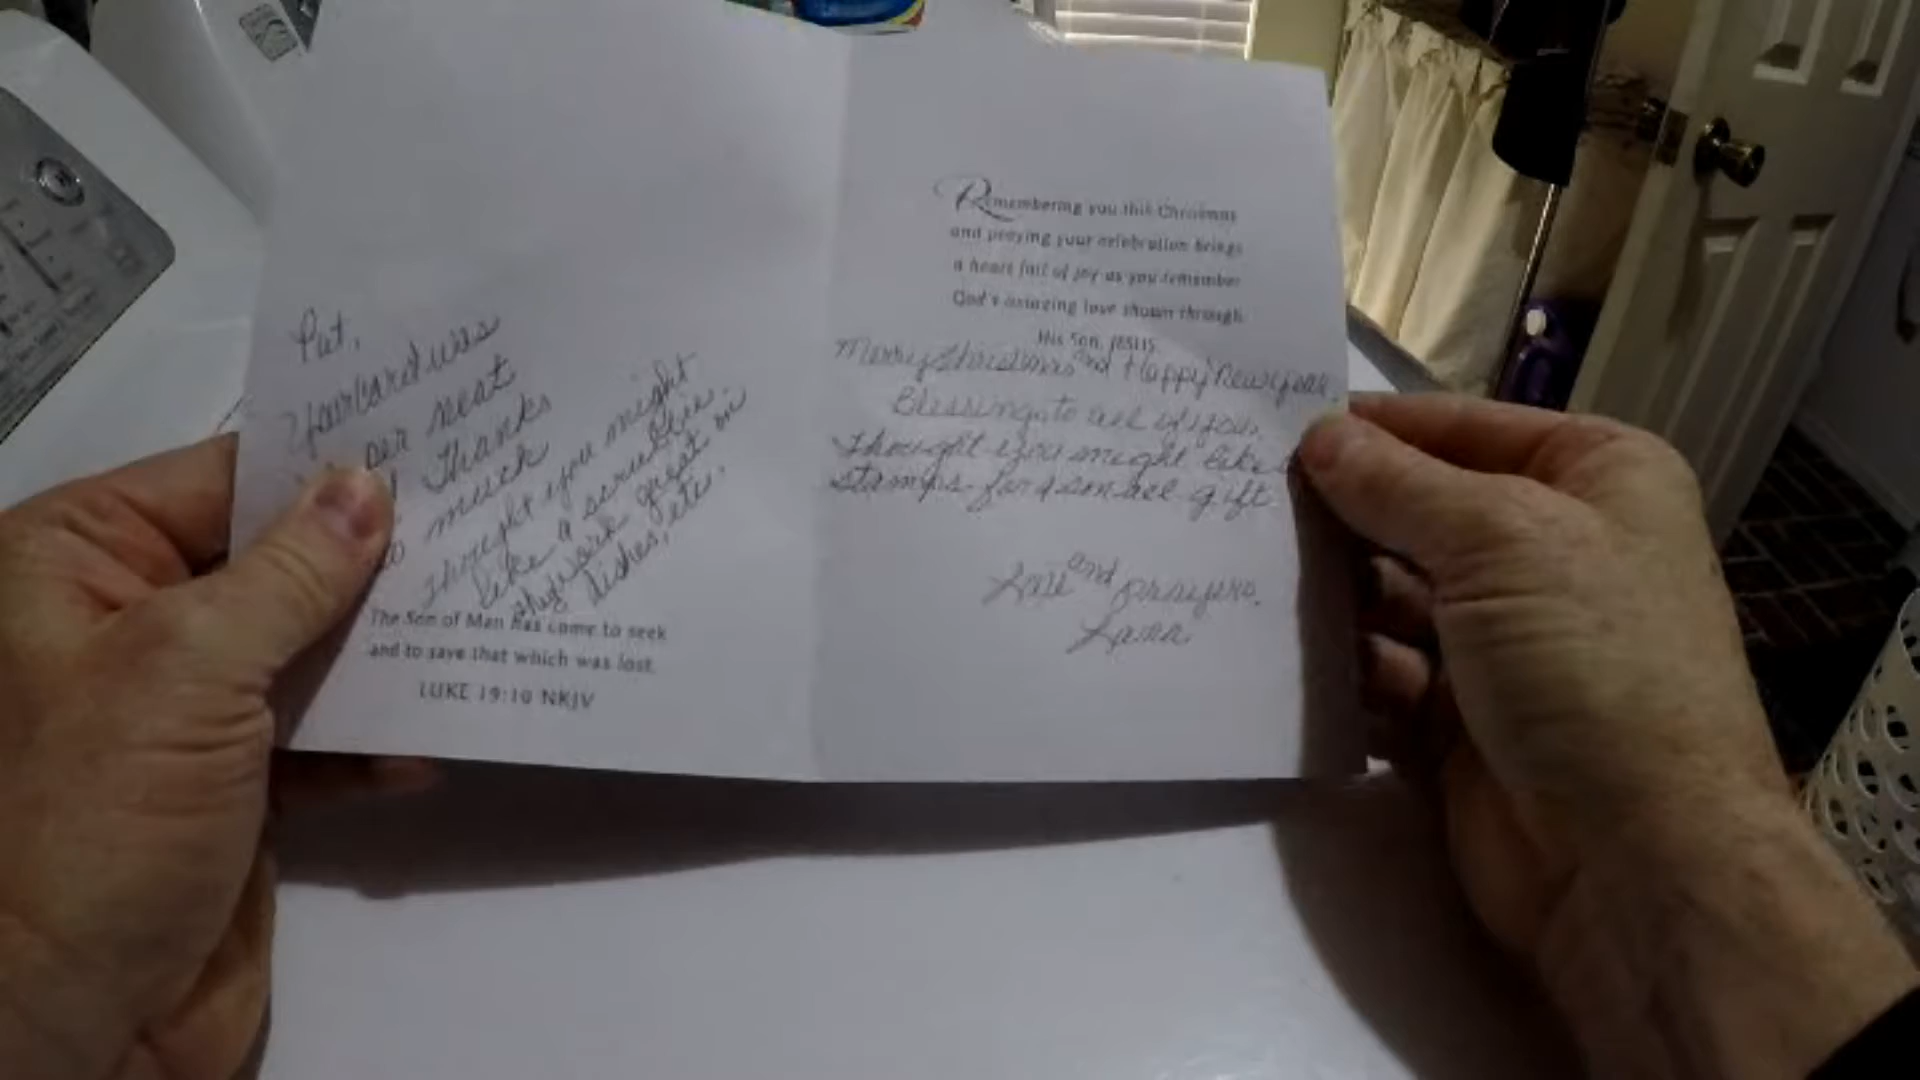 Pat,
Your card was
per neat
Thanks
so much
Thought you might
like a scrubbie.
They work great on
dishes, etc.
The Son of Man has come to seek
and to save that which was lost.
LUKE 19:10 NKJV
Remembering you this Christmas
and praying your celebration brings
a heart full of joy as you remember
God's amazing love shown through
His Son, JESUS.
Merry Christmas and Happy New Year.
Blessings to all of you.
Thought you might like
stamps for a small gift
Love and prayers,